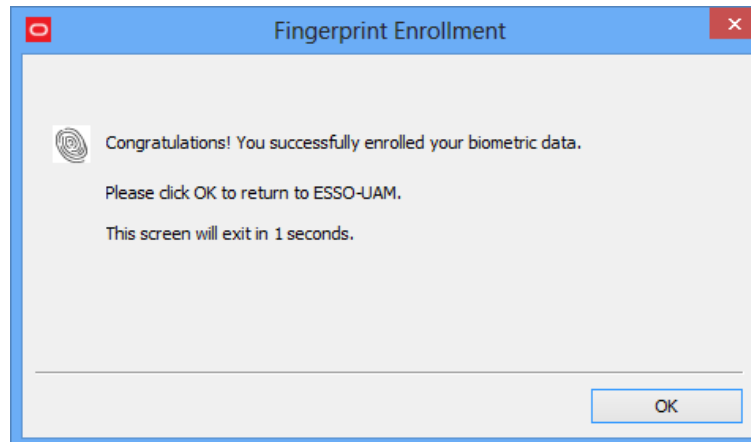 Fingerprint Enrollment
Congratulations! You successfully enrolled your biometric data.
Please click OK to return to ESSO-UAM.
This screen will exit in 1 seconds.
OK